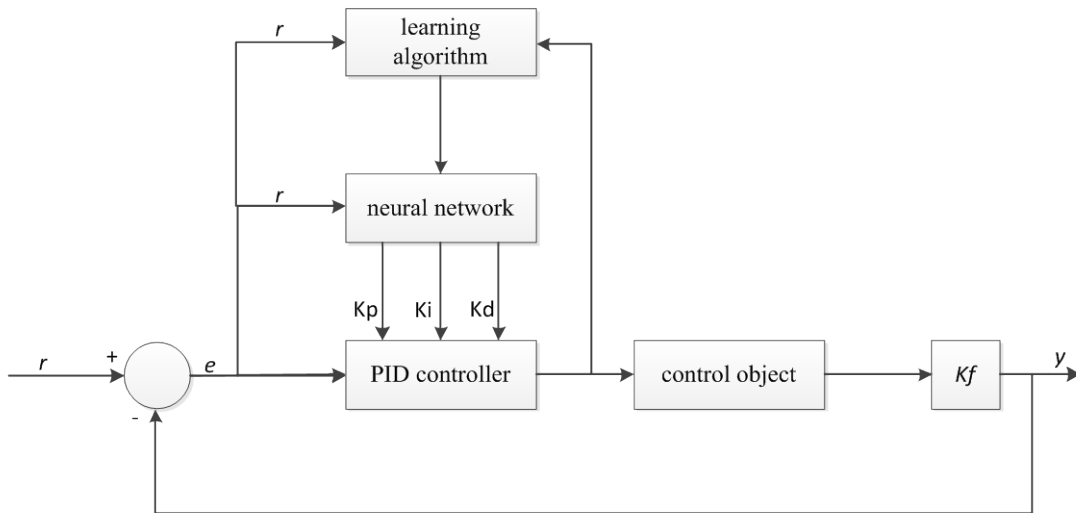 r
learning
algorithm
r
neural network
Kp
Ki
Kd
r
+
-
e
PID controller
control object
Kf
y